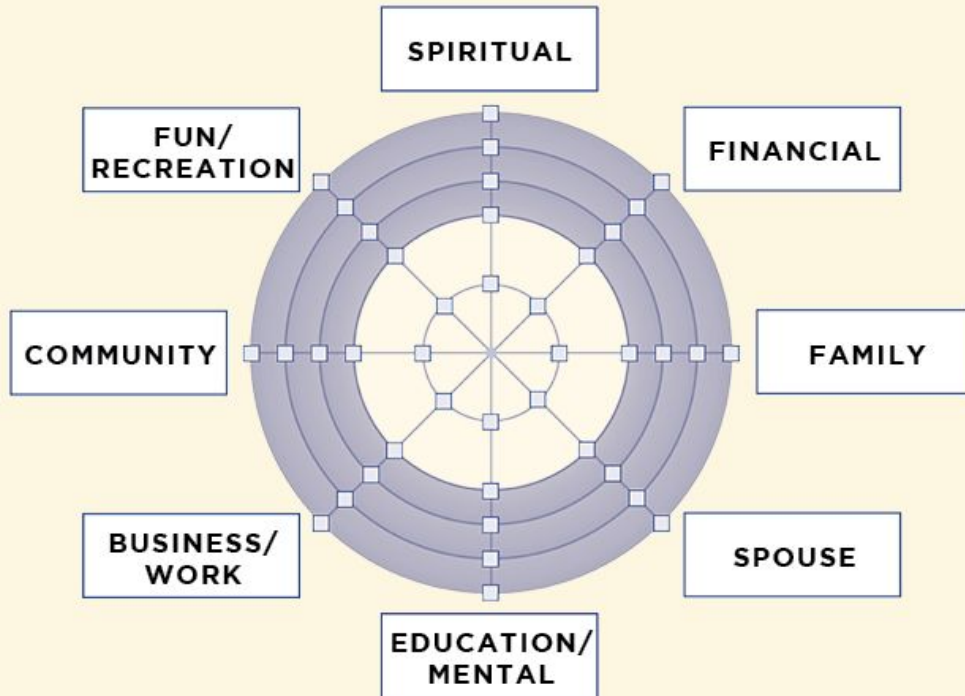 SPIRITUAL
FUN/
RECREATION
FINANCIAL
COMMUNITY
FAMILY
BUSINESS/
WORK
SPOUSE
EDUCATION/
MENTAL